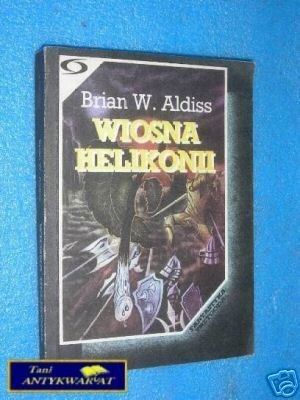 Brian W. Aldiss
WIOSNA
HELIKONII
Tani
ANTYKWARIAT